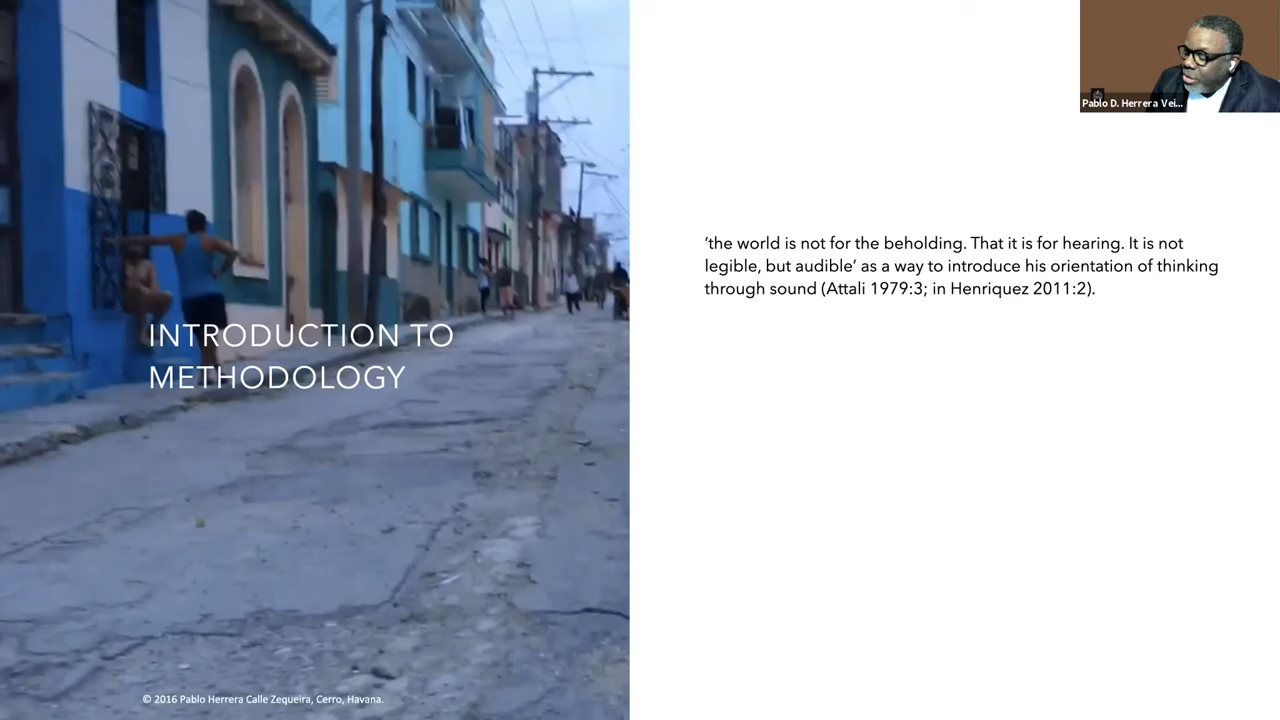 Pablo D. Herrera Vei...
‘the world is not for the beholding. That it is for hearing. It is not
legible, but audible’ as a way to introduce his orientation of thinking
through sound (Attali 1979:3; in Henriquez 2011:2).
INTRODUCTION TO
METHODOLOGY
© 2016 Pablo Herrera Calle Zequeira, Cerro, Havana.